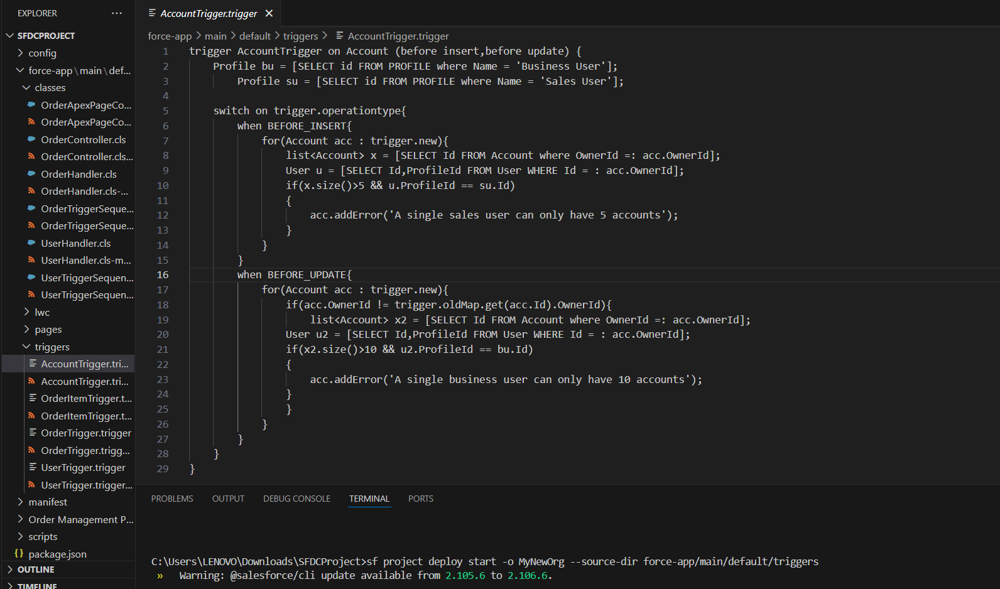 EXPLORER
···
SFDCPROJECT
config
force-app\main\def...
classes
OrderApexPageCo...
OrderApexPageCo...
OrderController.cls
OrderController.cls...
OrderHandler.cls
OrderHandler.cls-...
OrderTriggerSeque...
OrderTriggerSeque...
UserHandler.cls
UserHandler.cls-m...
UserTriggerSequen...
UserTriggerSequen...
lwc
pages
triggers
AccountTrigger.tri...
AccountTrigger.tri...
OrderItemTrigger.t...
OrderItemTrigger.t...
OrderTrigger.trigger
OrderTrigger.trigg...
UserTrigger.trigger
UserTrigger.trigger...
manifest
Order Management P...
scripts
{} package.json
OUTLINE
TIMELINE
AccountTrigger.trigger
force-app > main > default > triggers > AccountTrigger.trigger
1 trigger AccountTrigger on Account (before insert,before update) {
2     Profile bu = [SELECT id FROM PROFILE where Name = 'Business User'];
3         Profile su = [SELECT id FROM PROFILE where Name = 'Sales User'];
4
5     switch on trigger.operationtype{
6         when BEFORE_INSERT{
7             for(Account acc : trigger.new){
8                 list<Account> x = [SELECT Id FROM Account where OwnerId =: acc.OwnerId];
9                 User u = [SELECT Id,ProfileId FROM User WHERE Id = : acc.OwnerId];
10                 if(x.size()>5 && u.ProfileId == su.Id)
11                 {
12                     acc.addError('A single sales user can only have 5 accounts');
13                 }
14             }
15         }
16         when BEFORE_UPDATE{
17             for(Account acc : trigger.new){
18                 if(acc.OwnerId != trigger.oldMap.get(acc.Id).OwnerId){
19                     list<Account> x2 = [SELECT Id FROM Account where OwnerId =: acc.OwnerId];
20                 User u2 = [SELECT Id,ProfileId FROM User WHERE Id = : acc.OwnerId];
21                 if(x2.size()>10 && u2.ProfileId == bu.Id)
22                 {
23                     acc.addError('A single business user can only have 10 accounts');
24                 }
25                 }
26             }
27         }
28     }
29 }
PROBLEMS OUTPUT DEBUG CONSOLE TERMINAL PORTS
C:\Users\LENOVO\Downloads\SFDCProject>sf project deploy start -o MyNewOrg --source-dir force-app/main/default/triggers
» Warning: @salesforce/cli update available from 2.105.6 to 2.106.6.